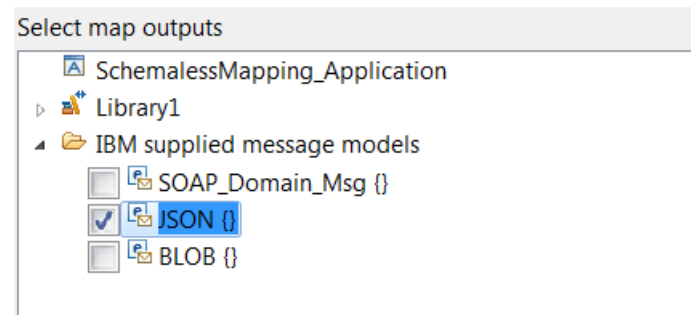 Select map outputs
SchemalessMapping_Application
Library1
IBM supplied message models
SOAP_Domain_Msg {}
JSON {}
BLOB {}